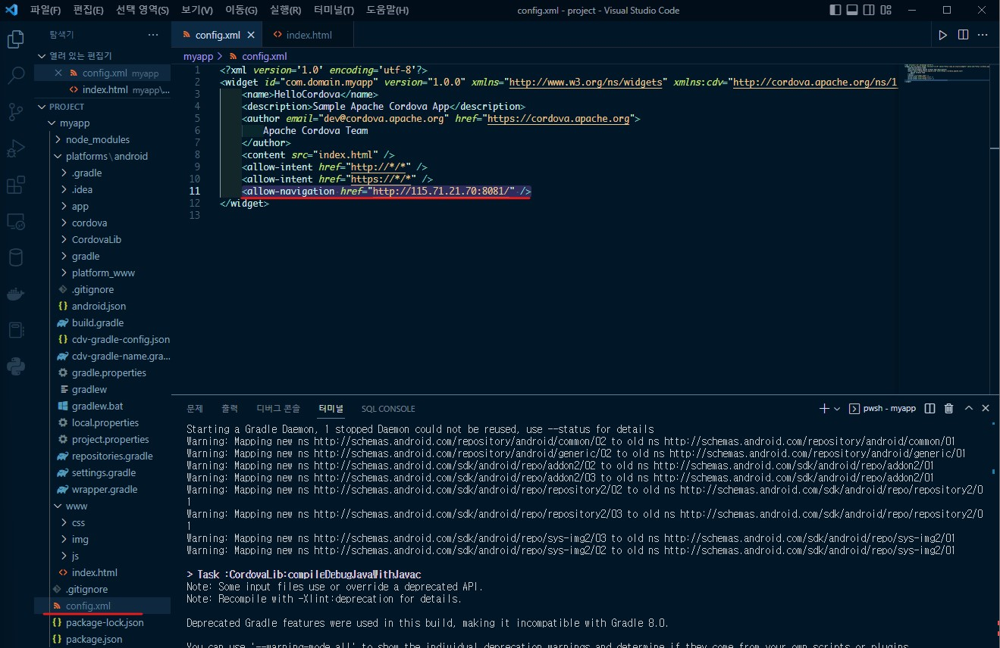 파일(F) 편집(E) 선택 영역(S) 보기(V) 이동(G) 실행(R) 터미널(T) 도움말(H) config.xml - project - Visual Studio Code
탐색기
열려 있는 편집기
config.xml myapp
index.html myapp\...
PROJECT
myapp
node_modules
platforms\android
.gradle
.idea
app
cordova
CordovaLib
gradle
platform_www
.gitignore
android.json
build.gradle
cdv-gradle-config.json
cdv-gradle-name.gra...
gradle.properties
gradlew
gradlew.bat
local.properties
project.properties
repositories.gradle
settings.gradle
wrapper.gradle
www
css
img
js
index.html
.gitignore
config.xml
package-lock.json
package.json
config.xml index.html
myapp > config.xml
1 <?xml version='1.0' encoding='utf-8'?>
2 <widget id="com.domain.myapp" version="1.0.0" xmlns="http://www.w3.org/ns/widgets" xmlns:cdv="http://cordova.apache.org/ns/1
3 <name>HelloCordova</name>
4 <description>Sample Apache Cordova App</description>
5 <author email="dev@cordova.apache.org" href="https://cordova.apache.org">
6 Apache Cordova Team
7 </author>
8 <content src="index.html" />
9 <allow-intent href="http://*/*" />
10 <allow-intent href="https://*/*" />
11 <allow-navigation href="http://115.71.21.70:8081/" />
12 </widget>
13
문제 출력 디버그 콘솔 터미널 SQL CONSOLE pwsh - myapp
Starting a Gradle Daemon, 1 stopped Daemon could not be reused, use --status for details
Warning: Mapping new ns http://schemas.android.com/repository/android/common/02 to old ns http://schemas.android.com/repository/android/common/01
Warning: Mapping new ns http://schemas.android.com/repository/android/generic/02 to old ns http://schemas.android.com/repository/android/generic/01
Warning: Mapping new ns http://schemas.android.com/sdk/android/repo/addon2/02 to old ns http://schemas.android.com/sdk/android/repo/addon2/01
Warning: Mapping new ns http://schemas.android.com/sdk/android/repo/addon2/03 to old ns http://schemas.android.com/sdk/android/repo/addon2/01
Warning: Mapping new ns http://schemas.android.com/sdk/android/repo/repository2/02 to old ns http://schemas.android.com/sdk/android/repo/repository2/0
1
Warning: Mapping new ns http://schemas.android.com/sdk/android/repo/repository2/03 to old ns http://schemas.android.com/sdk/android/repo/repository2/0
1
Warning: Mapping new ns http://schemas.android.com/sdk/android/repo/sys-img2/03 to old ns http://schemas.android.com/sdk/android/repo/sys-img2/01
Warning: Mapping new ns http://schemas.android.com/sdk/android/repo/sys-img2/02 to old ns http://schemas.android.com/sdk/android/repo/sys-img2/01
> Task :CordovaLib:compileDebugJavaWithJavac
Note: Some input files use or override a deprecated API.
Note: Recompile with -Xlint:deprecation for details.
Deprecated Gradle features were used in this build, making it incompatible with Gradle 8.0.
You can use '--warning-mode all' to show the individual deprecation warnings and determine if they come from your own scripts or plugins.